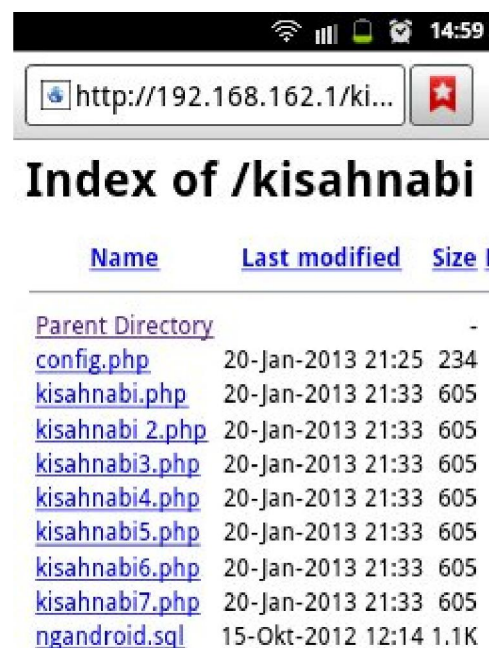 14:59
http://192.168.162.1/ki...
Index of /kisahnabi
Name Last modified Size
Parent Directory -
config.php 20-Jan-2013 21:25 234
kisahnabi.php 20-Jan-2013 21:33 605
kisahnabi 2.php 20-Jan-2013 21:33 605
kisahnabi3.php 20-Jan-2013 21:33 605
kisahnabi4.php 20-Jan-2013 21:33 605
kisahnabi5.php 20-Jan-2013 21:33 605
kisahnabi6.php 20-Jan-2013 21:33 605
kisahnabi7.php 20-Jan-2013 21:33 605
ngandroid.sql 15-Okt-2012 12:14 1.1K